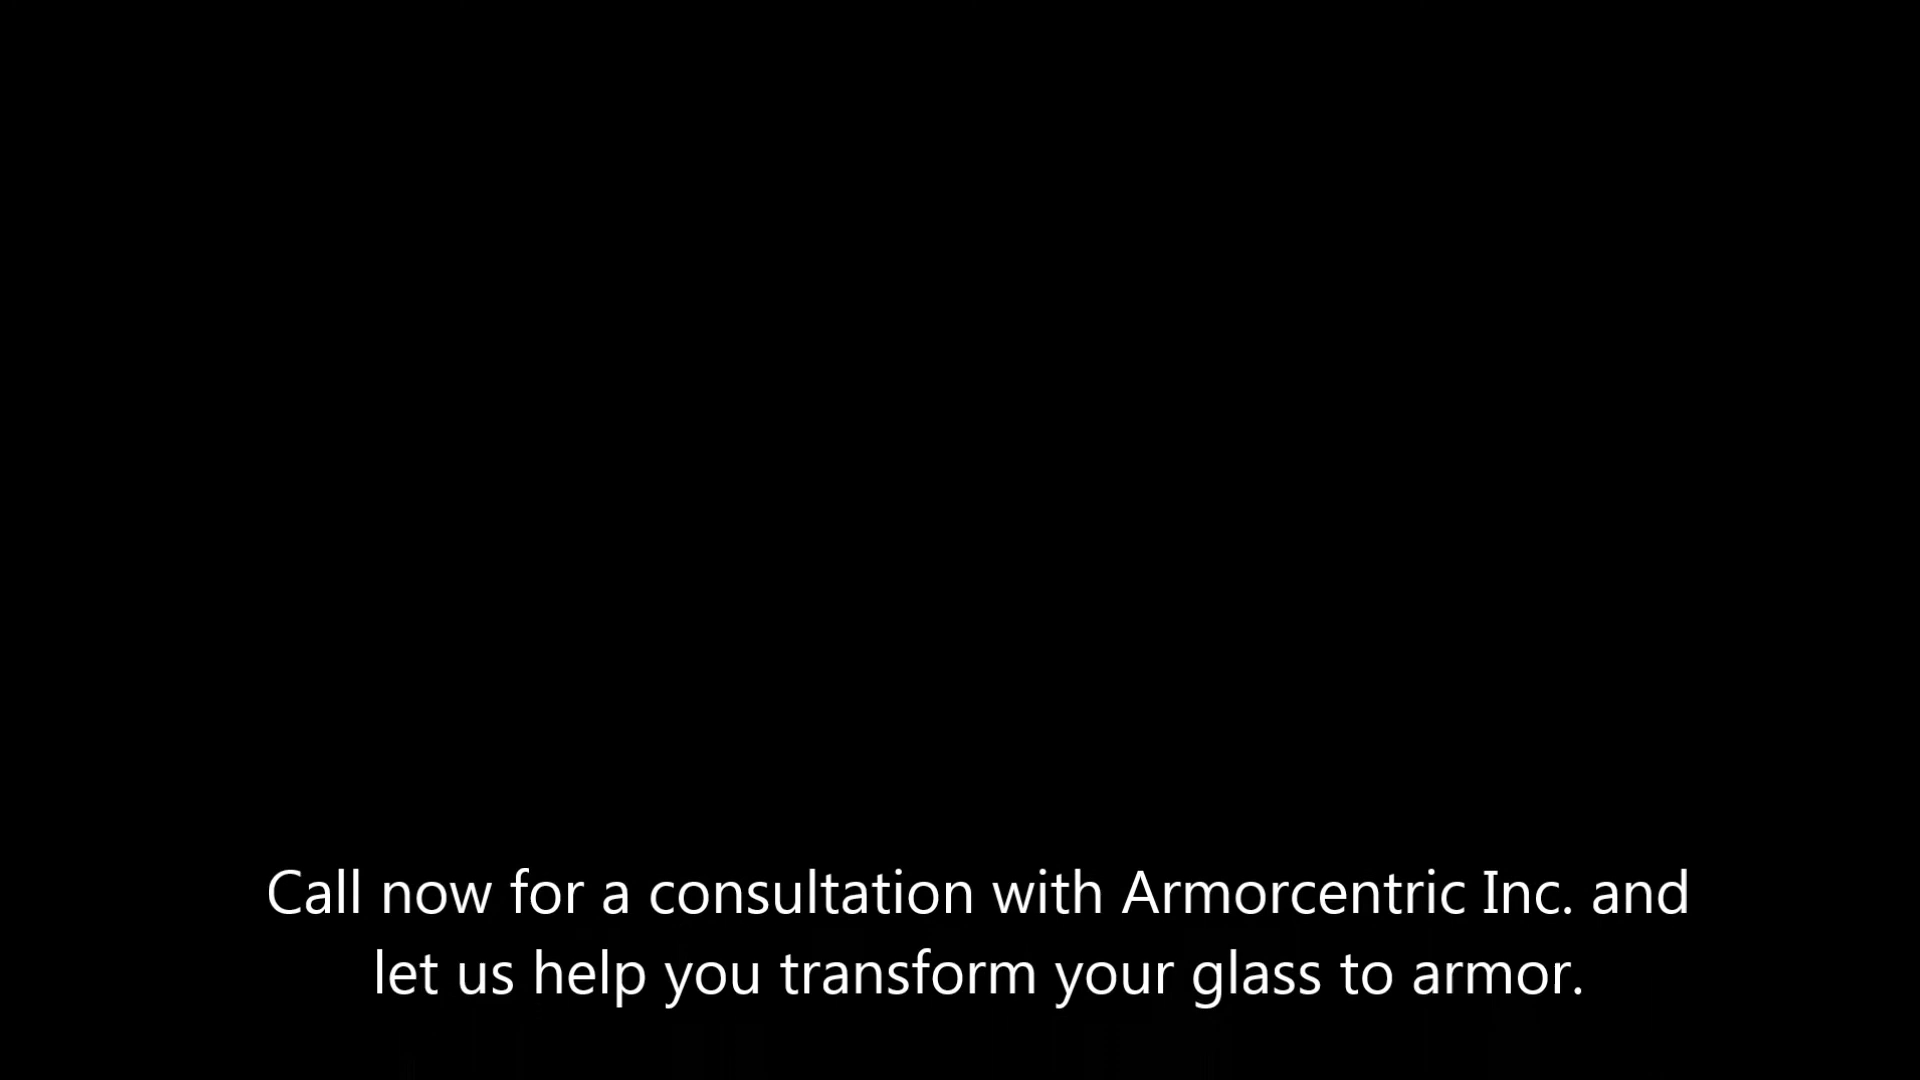 Call now for a consultation with Armorcentric Inc. and
let us help you transform your glass to armor.